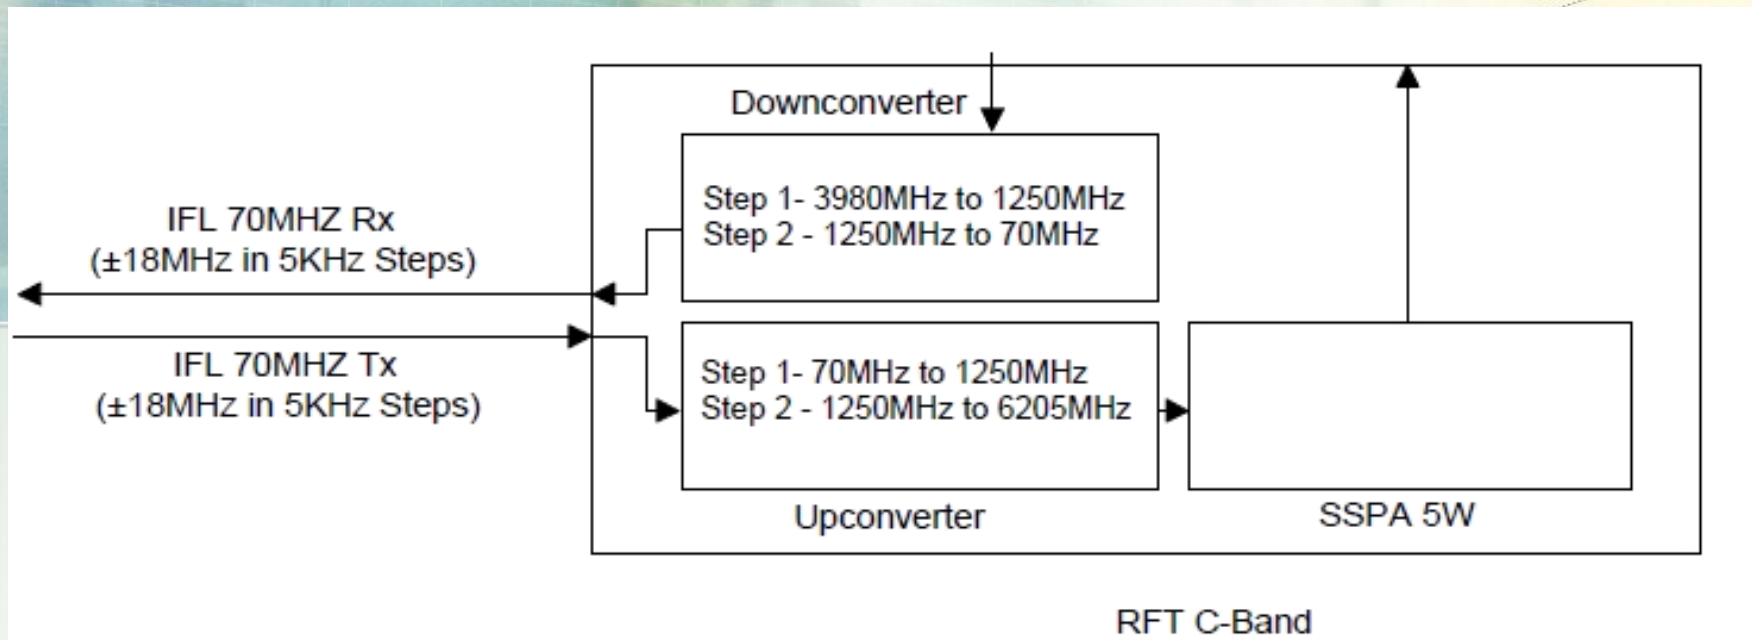 Downconverter
Step 1- 3980MHz to 1250MHz
Step 2 - 1250MHz to 70MHz
IFL 70MHZ Rx
(±18MHz in 5KHz Steps)
IFL 70MHZ Tx
(±18MHz in 5KHz Steps)
Step 1- 70MHz to 1250MHz
Step 2 - 1250MHz to 6205MHz
Upconverter
SSPA 5W
RFT C-Band